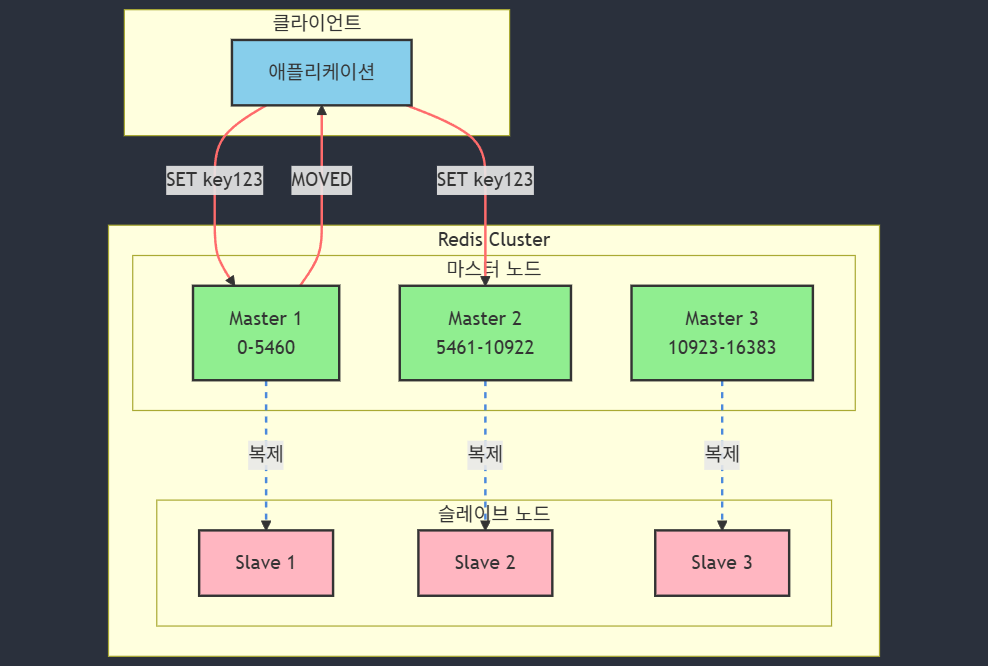 클라이언트
애플리케이션
SET key123
MOVED
SET key123
Redis Cluster
마스터 노드
Master 1
0-5460
Master 2
5461-10922
Master 3
10923-16383
복제
복제
복제
슬레이브 노드
Slave 1
Slave 2
Slave 3